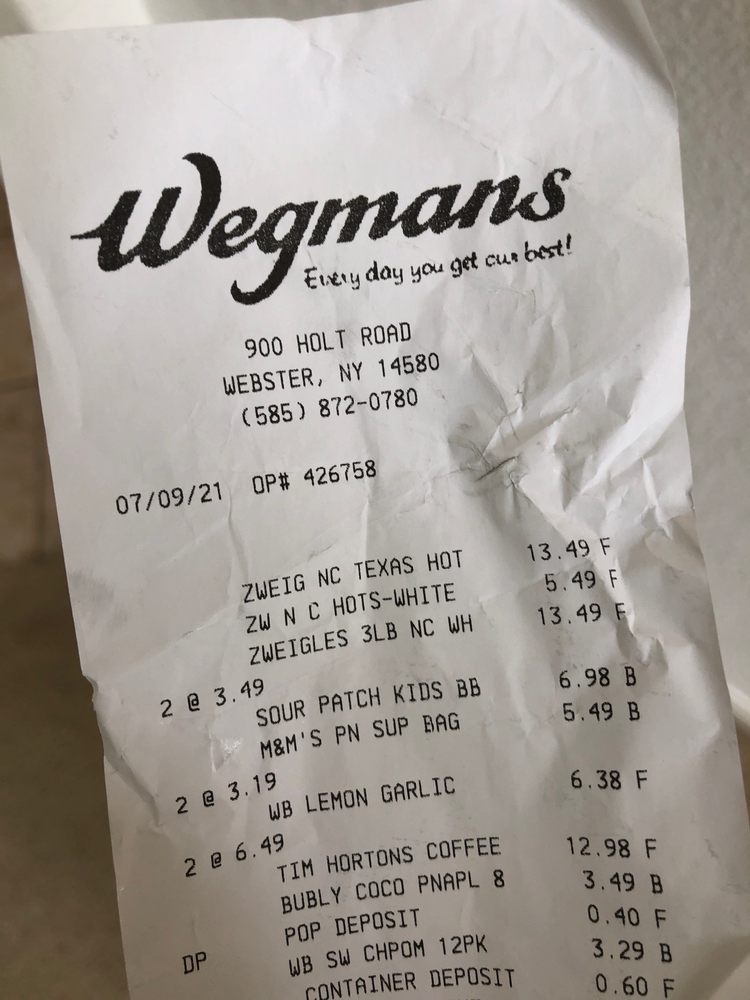 Wegmans
Every day you get our best!
900 HOLT ROAD
WEBSTER, NY 14580
(585) 872-0780
07/09/21 OP# 426758
ZWEIG NC TEXAS HOT 13.49 F
ZW N C HOTS-WHITE 5.49 F
ZWEIGLES 3LB NC WH 13.49 F
2 @ 3.49
SOUR PATCH KIDS BB 6.98 B
M&M'S PN SUP BAG 5.49 B
2 @ 3.19
WB LEMON GARLIC 6.38 F
2 @ 6.49
TIM HORTONS COFFEE 12.98 F
BUBLY COCO PNAPL 8 3.49 B
POP DEPOSIT 0.40 F
DP WB SW CHPOM 12PK 3.29 B
CONTAINER DEPOSIT 0.60 F